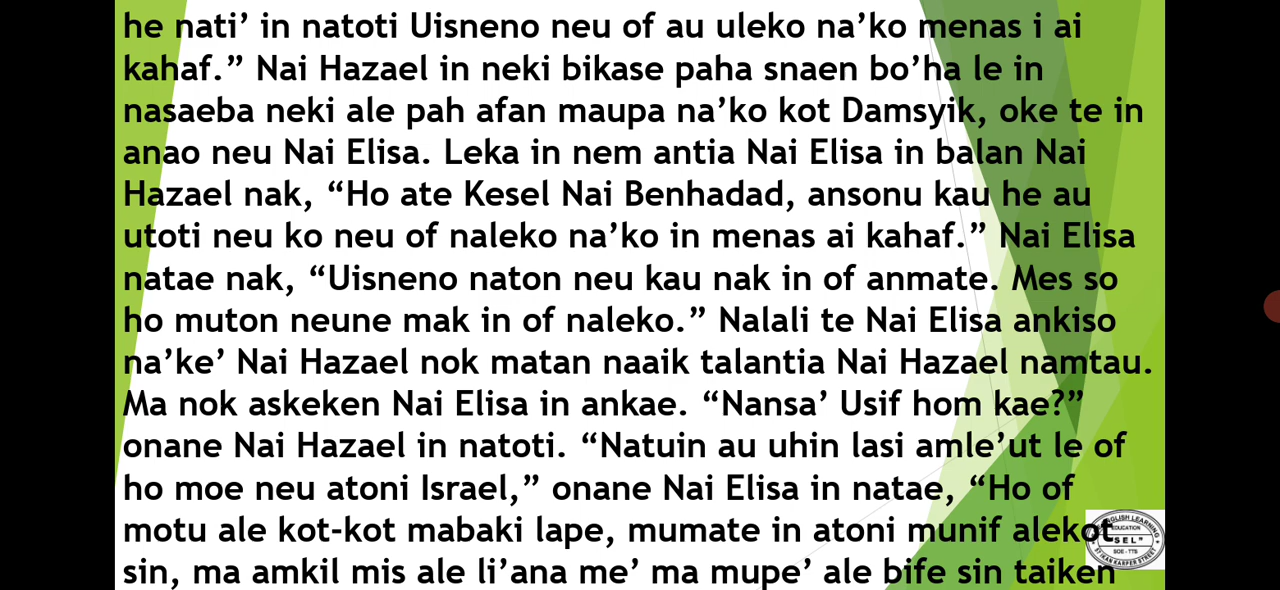 he nati’ in natoti Uisneno neu of au uleko na’ko menas i ai
kahaf.” Nai Hazael in neki bikase paha snaen bo’ha le in
nasaeba neki ale pah afan maupa na’ko kot Damsyik, oke te in
anao neu Nai Elisa. Leka in nem antia Nai Elisa in balan Nai
Hazael nak, “Ho ate Kesel Nai Benhadad, ansonu kau he au
utoti neu ko neu of naleko na’ko in menas ai kahaf.” Nai Elisa
natae nak, “Uisneno naton neu kau nak in of anmate. Mes so
ho muton neune mak in of naleko.” Nalali te Nai Elisa ankiso
na’ke’ Nai Hazael nok matan naaik talantia Nai Hazael namtau.
Ma nok askeken Nai Elisa in ankae. “Nansa’ Usif hom kae?”
onane Nai Hazael in natoti. “Natuin au uhin lasi amle’ut le of
ho moe neu atoni Israel,” onane Nai Elisa in natae, “Ho of
motu ale kot-kot mabaki lape, mumate in atoni munif alekot
sin, ma amkil mis ale li’ana me’ ma mupe’ ale bife sin taiken
ENGLISH LEARNING
EDUCATION
"SEL"
SOE - TTS